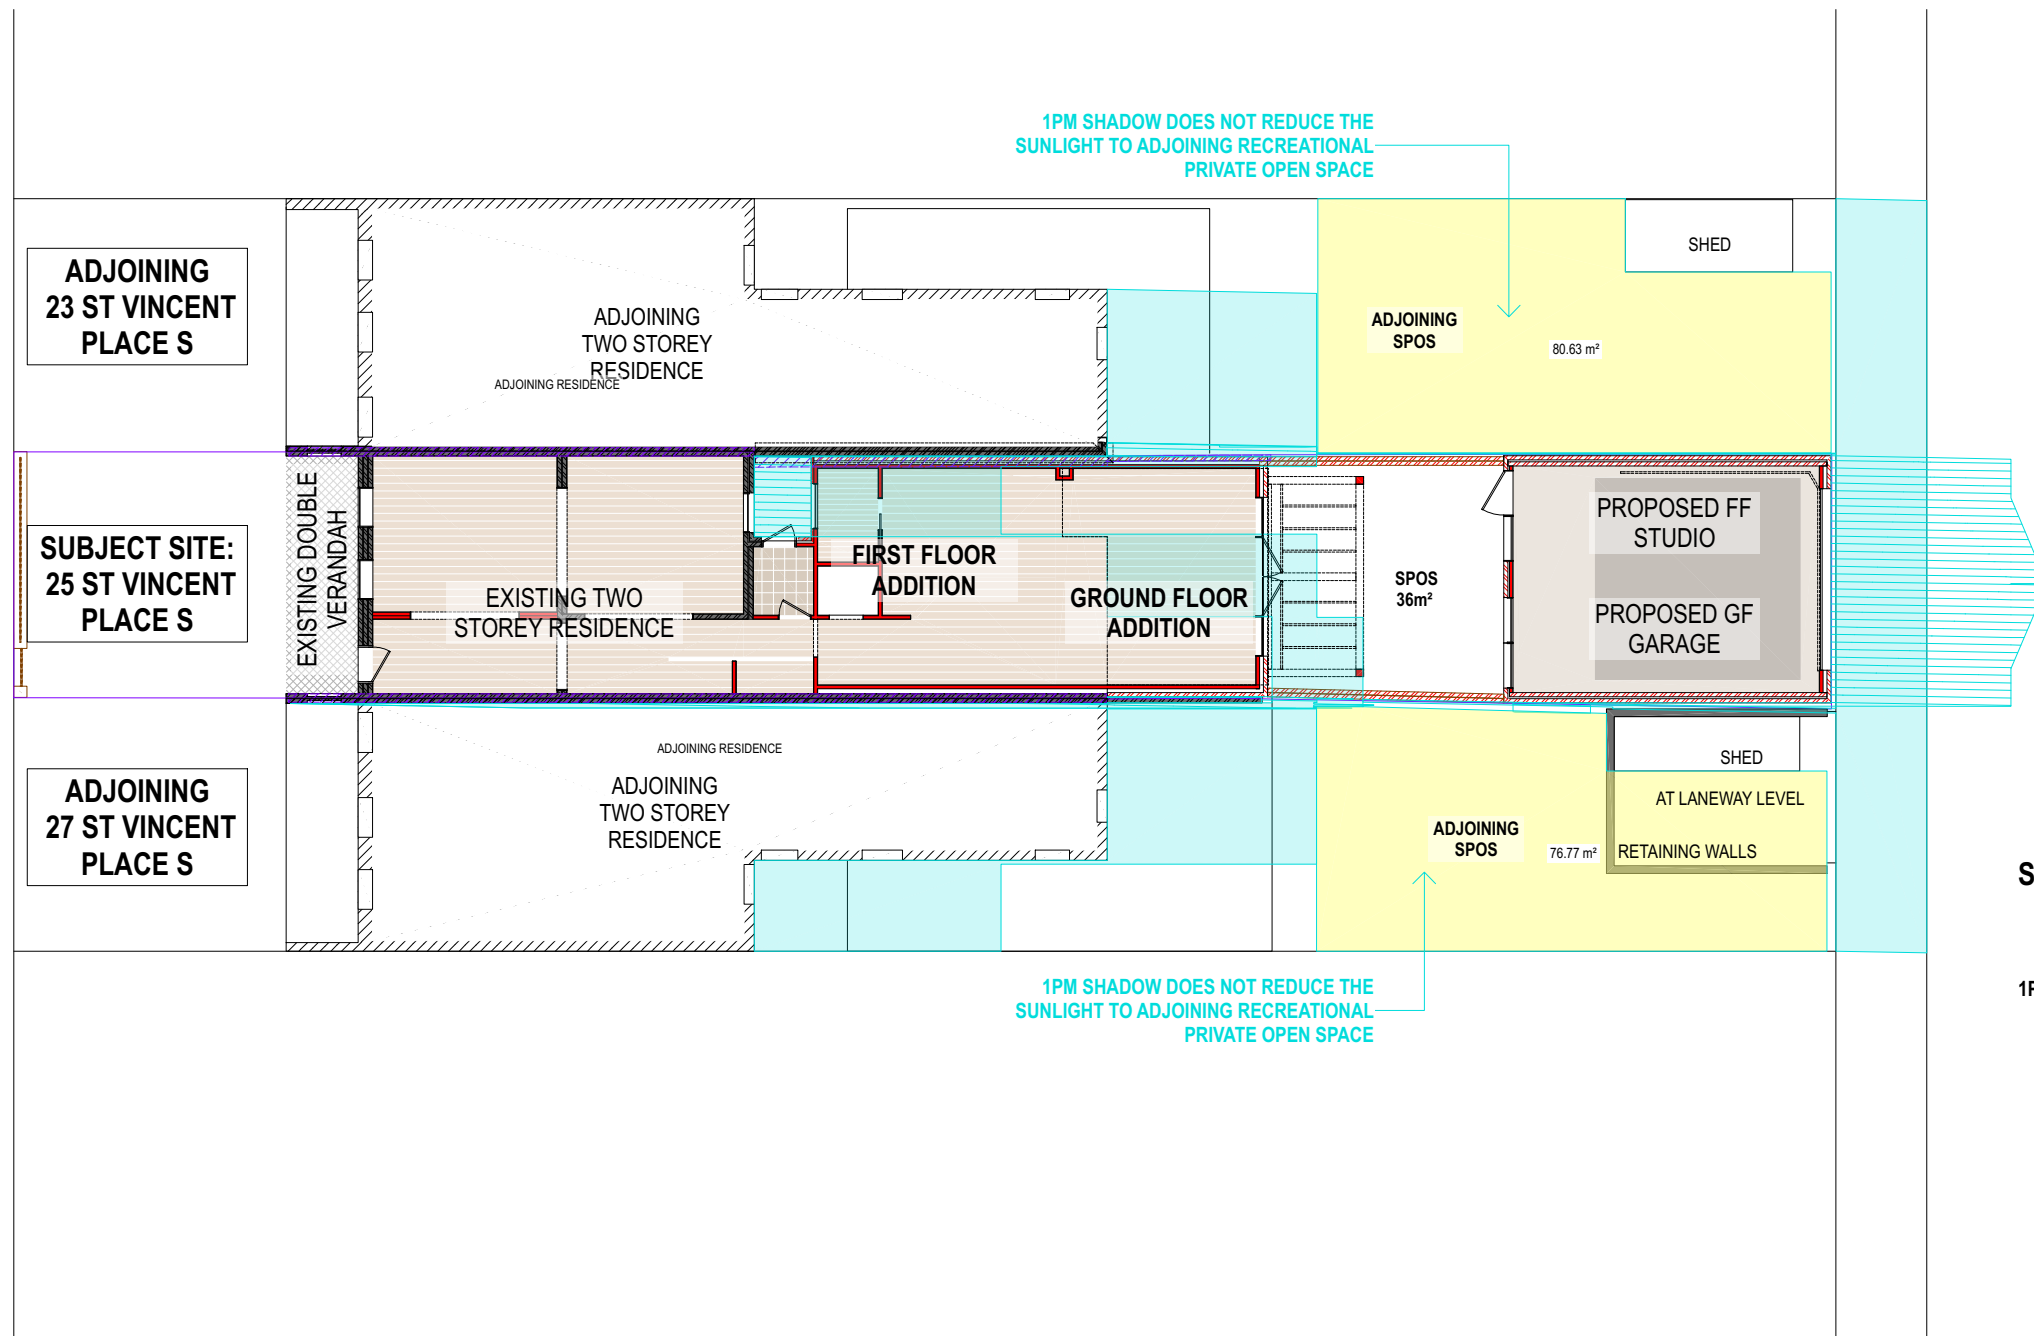 1PM SHADOW DOES NOT REDUCE THE
SUNLIGHT TO ADJOINING RECREATIONAL
PRIVATE OPEN SPACE
ADJOINING
23 ST VINCENT
PLACE S
ADJOINING
TWO STOREY
RESIDENCE
ADJOINING RESIDENCE
ADJOINING
SPOS
80.63 m²
SHED
SUBJECT SITE:
25 ST VINCENT
PLACE S
EXISTING DOUBLE
VERANDAH
EXISTING TWO
STOREY RESIDENCE
FIRST FLOOR
ADDITION
GROUND FLOOR
ADDITION
SPOS
36m²
PROPOSED FF
STUDIO
PROPOSED GF
GARAGE
ADJOINING
27 ST VINCENT
PLACE S
ADJOINING RESIDENCE
ADJOINING
TWO STOREY
RESIDENCE
ADJOINING
SPOS
76.77 m²
SHED
AT LANEWAY LEVEL
RETAINING WALLS
S
1PM SHADOW DOES NOT REDUCE THE
SUNLIGHT TO ADJOINING RECREATIONAL
PRIVATE OPEN SPACE